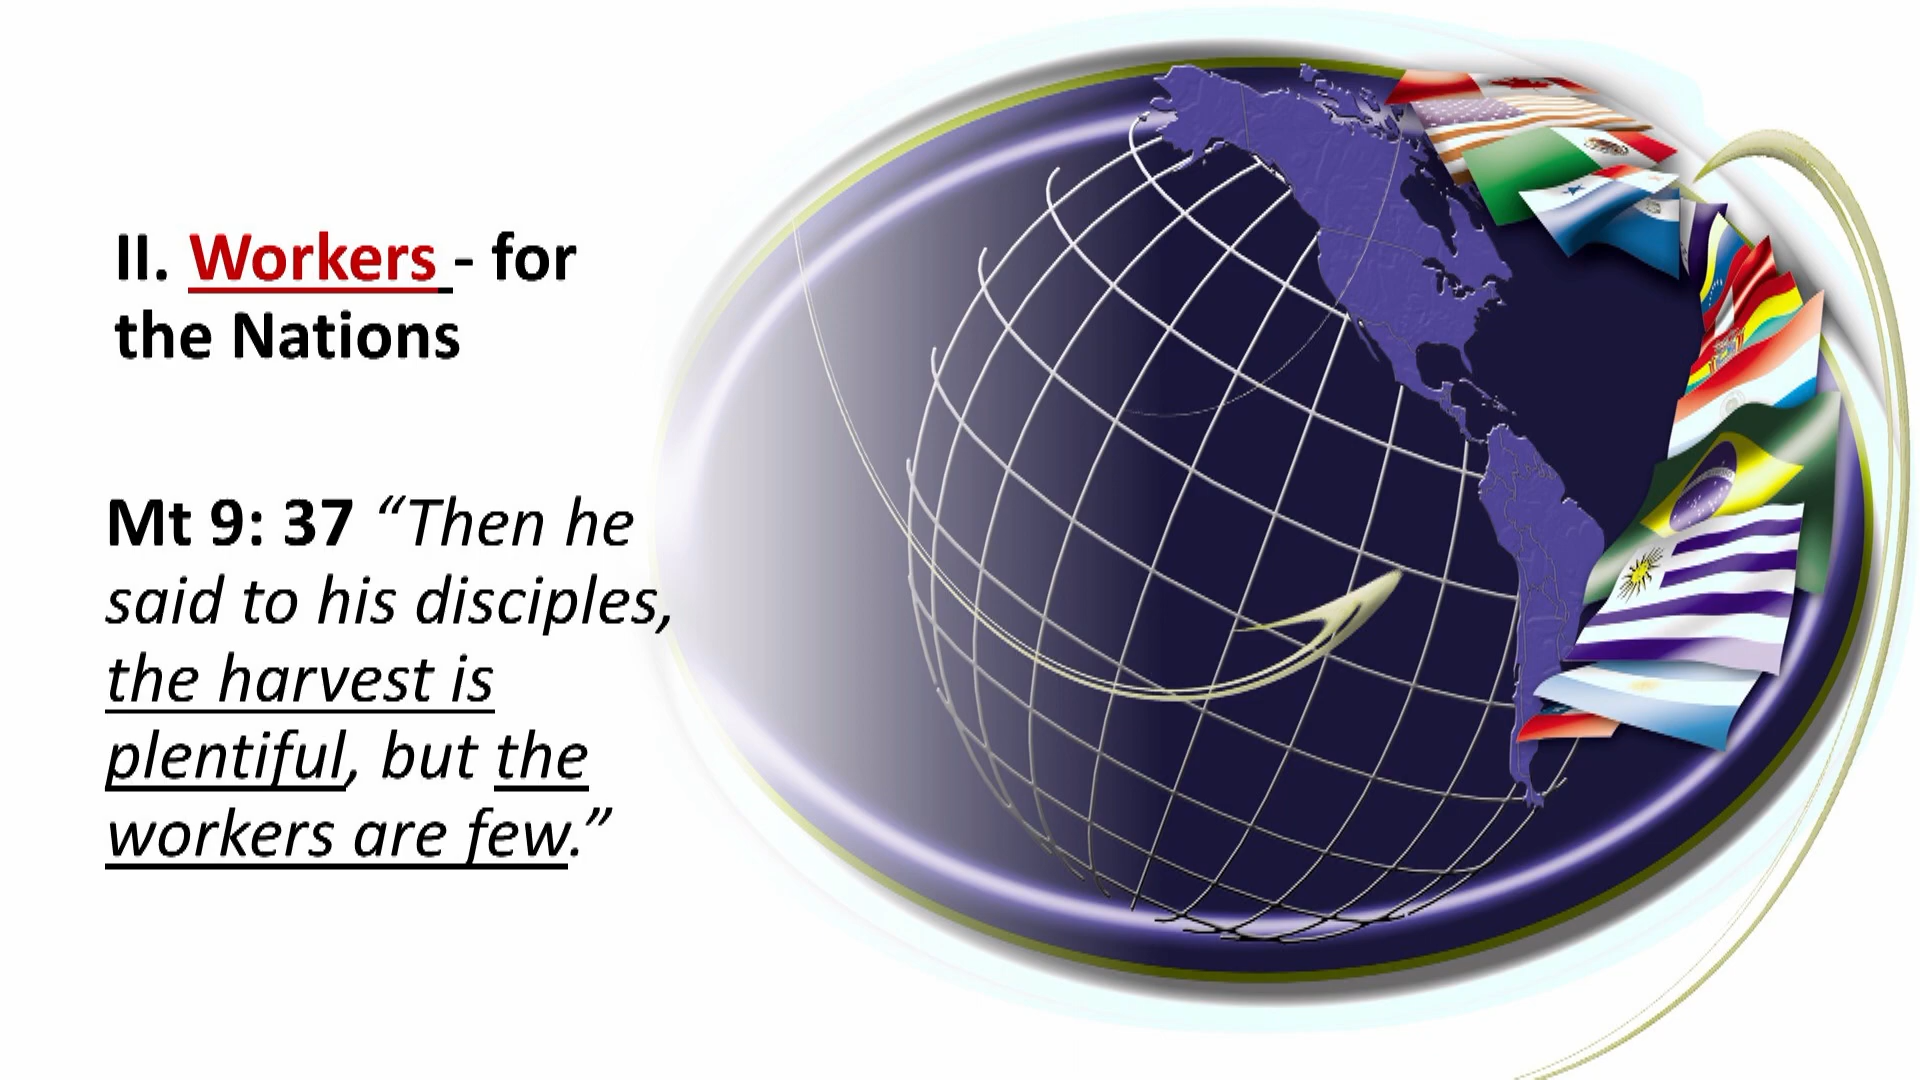 II. Workers - for
the Nations
Mt 9: 37 “Then he
said to his disciples,
the harvest is
plentiful, but the
workers are few.”